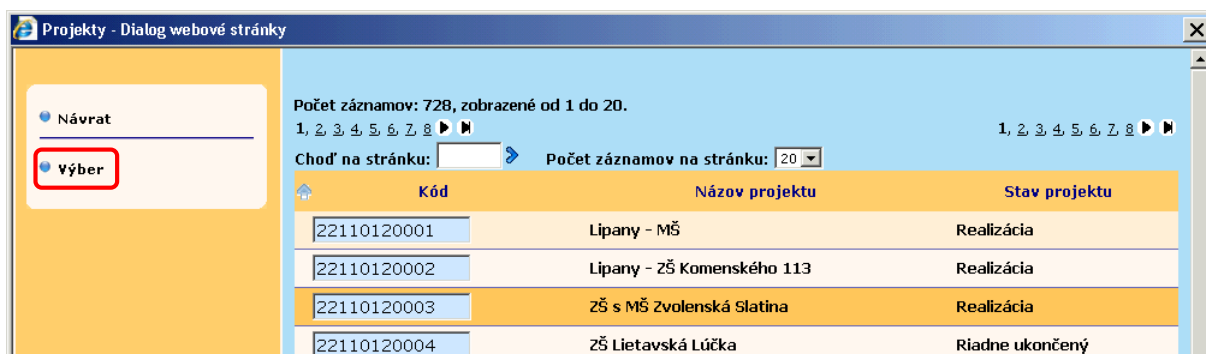 Projekty - Dialog webové stránky
Návrat
Výber
Počet záznamov: 728, zobrazené od 1 do 20.
1, 2, 3, 4, 5, 6, 7, 8 1, 2, 3, 4, 5, 6, 7, 8
Choď na stránku: Počet záznamov na stránku: 20
Kód Názov projektu Stav projektu
22110120001 Lipany - MŠ Realizácia
22110120002 Lipany - ZŠ Komenského 113 Realizácia
22110120003 ZŠ s MŠ Zvolenská Slatina Realizácia
22110120004 ZŠ Lietavská Lúčka Riadne ukončený